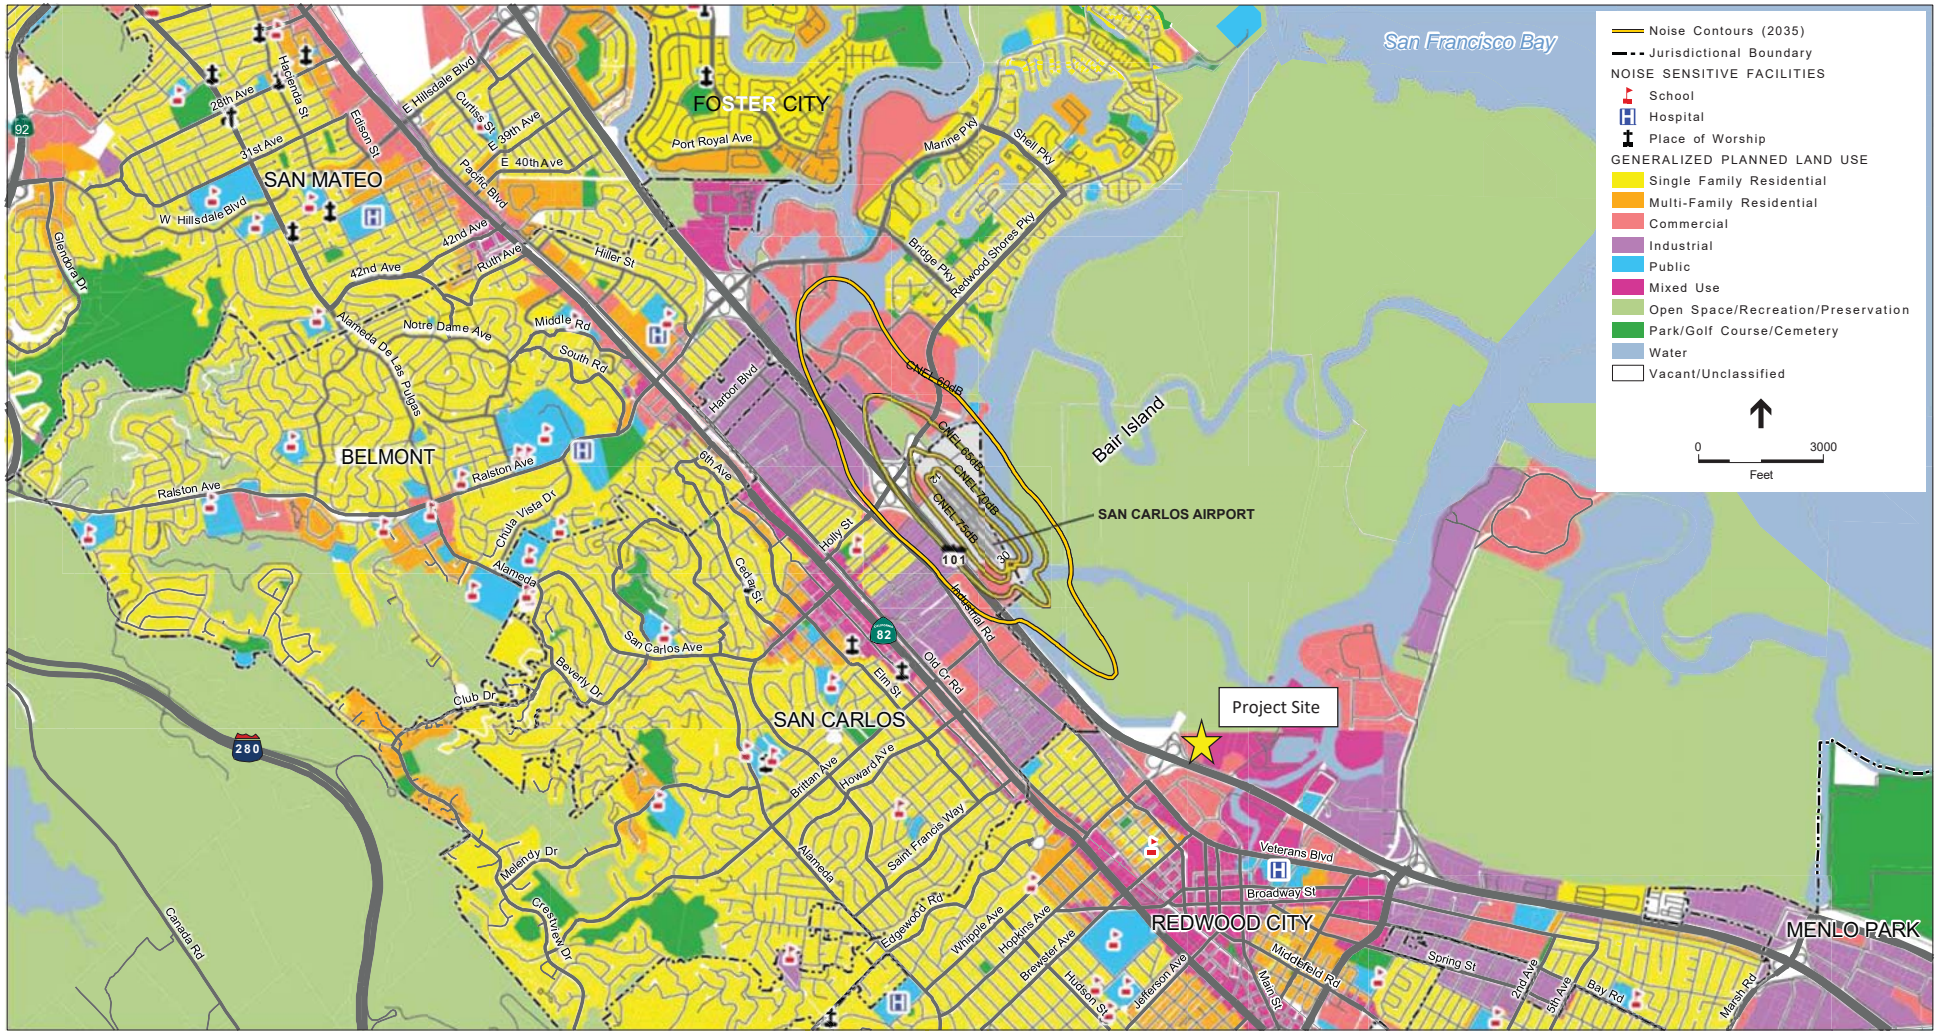 San Francisco Bay
Noise Contours (2035)
Jurisdictional Boundary
NOISE SENSITIVE FACILITIES
School
H Hospital
Place of Worship
GENERALIZED PLANNED LAND USE
Single Family Residential
Multi-Family Residential
Commercial
Industrial
Public
Mixed Use
Open Space/Recreation/Preservation
Park/Golf Course/Cemetery
Water
Vacant/Unclassified
0 3000
Feet
92
28th Ave
Hacienda St
31st Ave
Edison St
E Hillsdale Blvd
Curtiss St
E 39th Ave
E 40th Ave
Pacific Blvd
FOSTER CITY
Port Royal Ave
Marine Pky
Shell Pky
SAN MATEO
W Hillsdale Blvd
H
Glendora Dr
42nd Ave
42nd Ave
Ruth Ave
Hiller St
Bridge Pky
Redwood Shores Pky
Alameda De Las Pulgas
Notre Dame Ave
Middle Rd
South Rd
H
Harbor Blvd
CNEL 60dB
CNEL 65dB
CNEL 70dB
CNEL 75dB
30
Bair Island
SAN CARLOS AIRPORT
101
BELMONT
Ralston Ave
Ralston Ave
H
6th Ave
Chula Vista Dr
Alameda
Holly St
Cedar St
Industrial Rd
82
San Carlos Ave
Old Cr Rd
Elm St
Beverly Dr
Club Dr
280
SAN CARLOS
Project Site
Brittan Ave
Howard Ave
Saint Francis Way
Alameda
Melendy Dr
Crestview Dr
Canada Rd
Edgewood Rd
Whipple Ave
Hopkins Ave
Brewster Ave
Hudson St
Jefferson Ave
H
Veterans Blvd
H
Broadway St
REDWOOD CITY
Middlefield Rd
Main St
Spring St
2nd Ave
5th Ave
Bay Rd
Marsh Rd
MENLO PARK